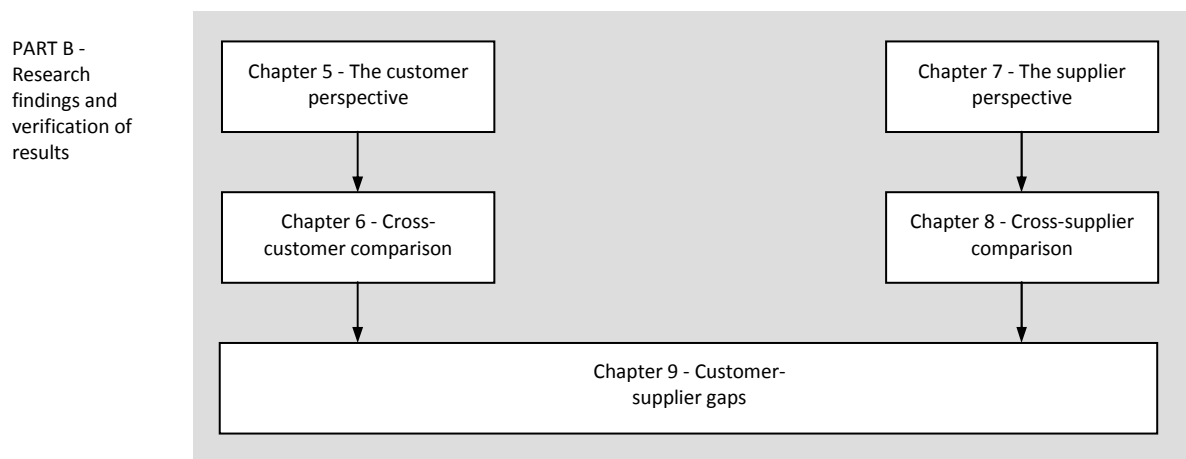 PART B -
Research
findings and
verification of
results
Chapter 5 - The customer
perspective
Chapter 7 - The supplier
perspective
Chapter 6 - Cross-
customer comparison
Chapter 8 - Cross-supplier
comparison
Chapter 9 - Customer-
supplier gaps